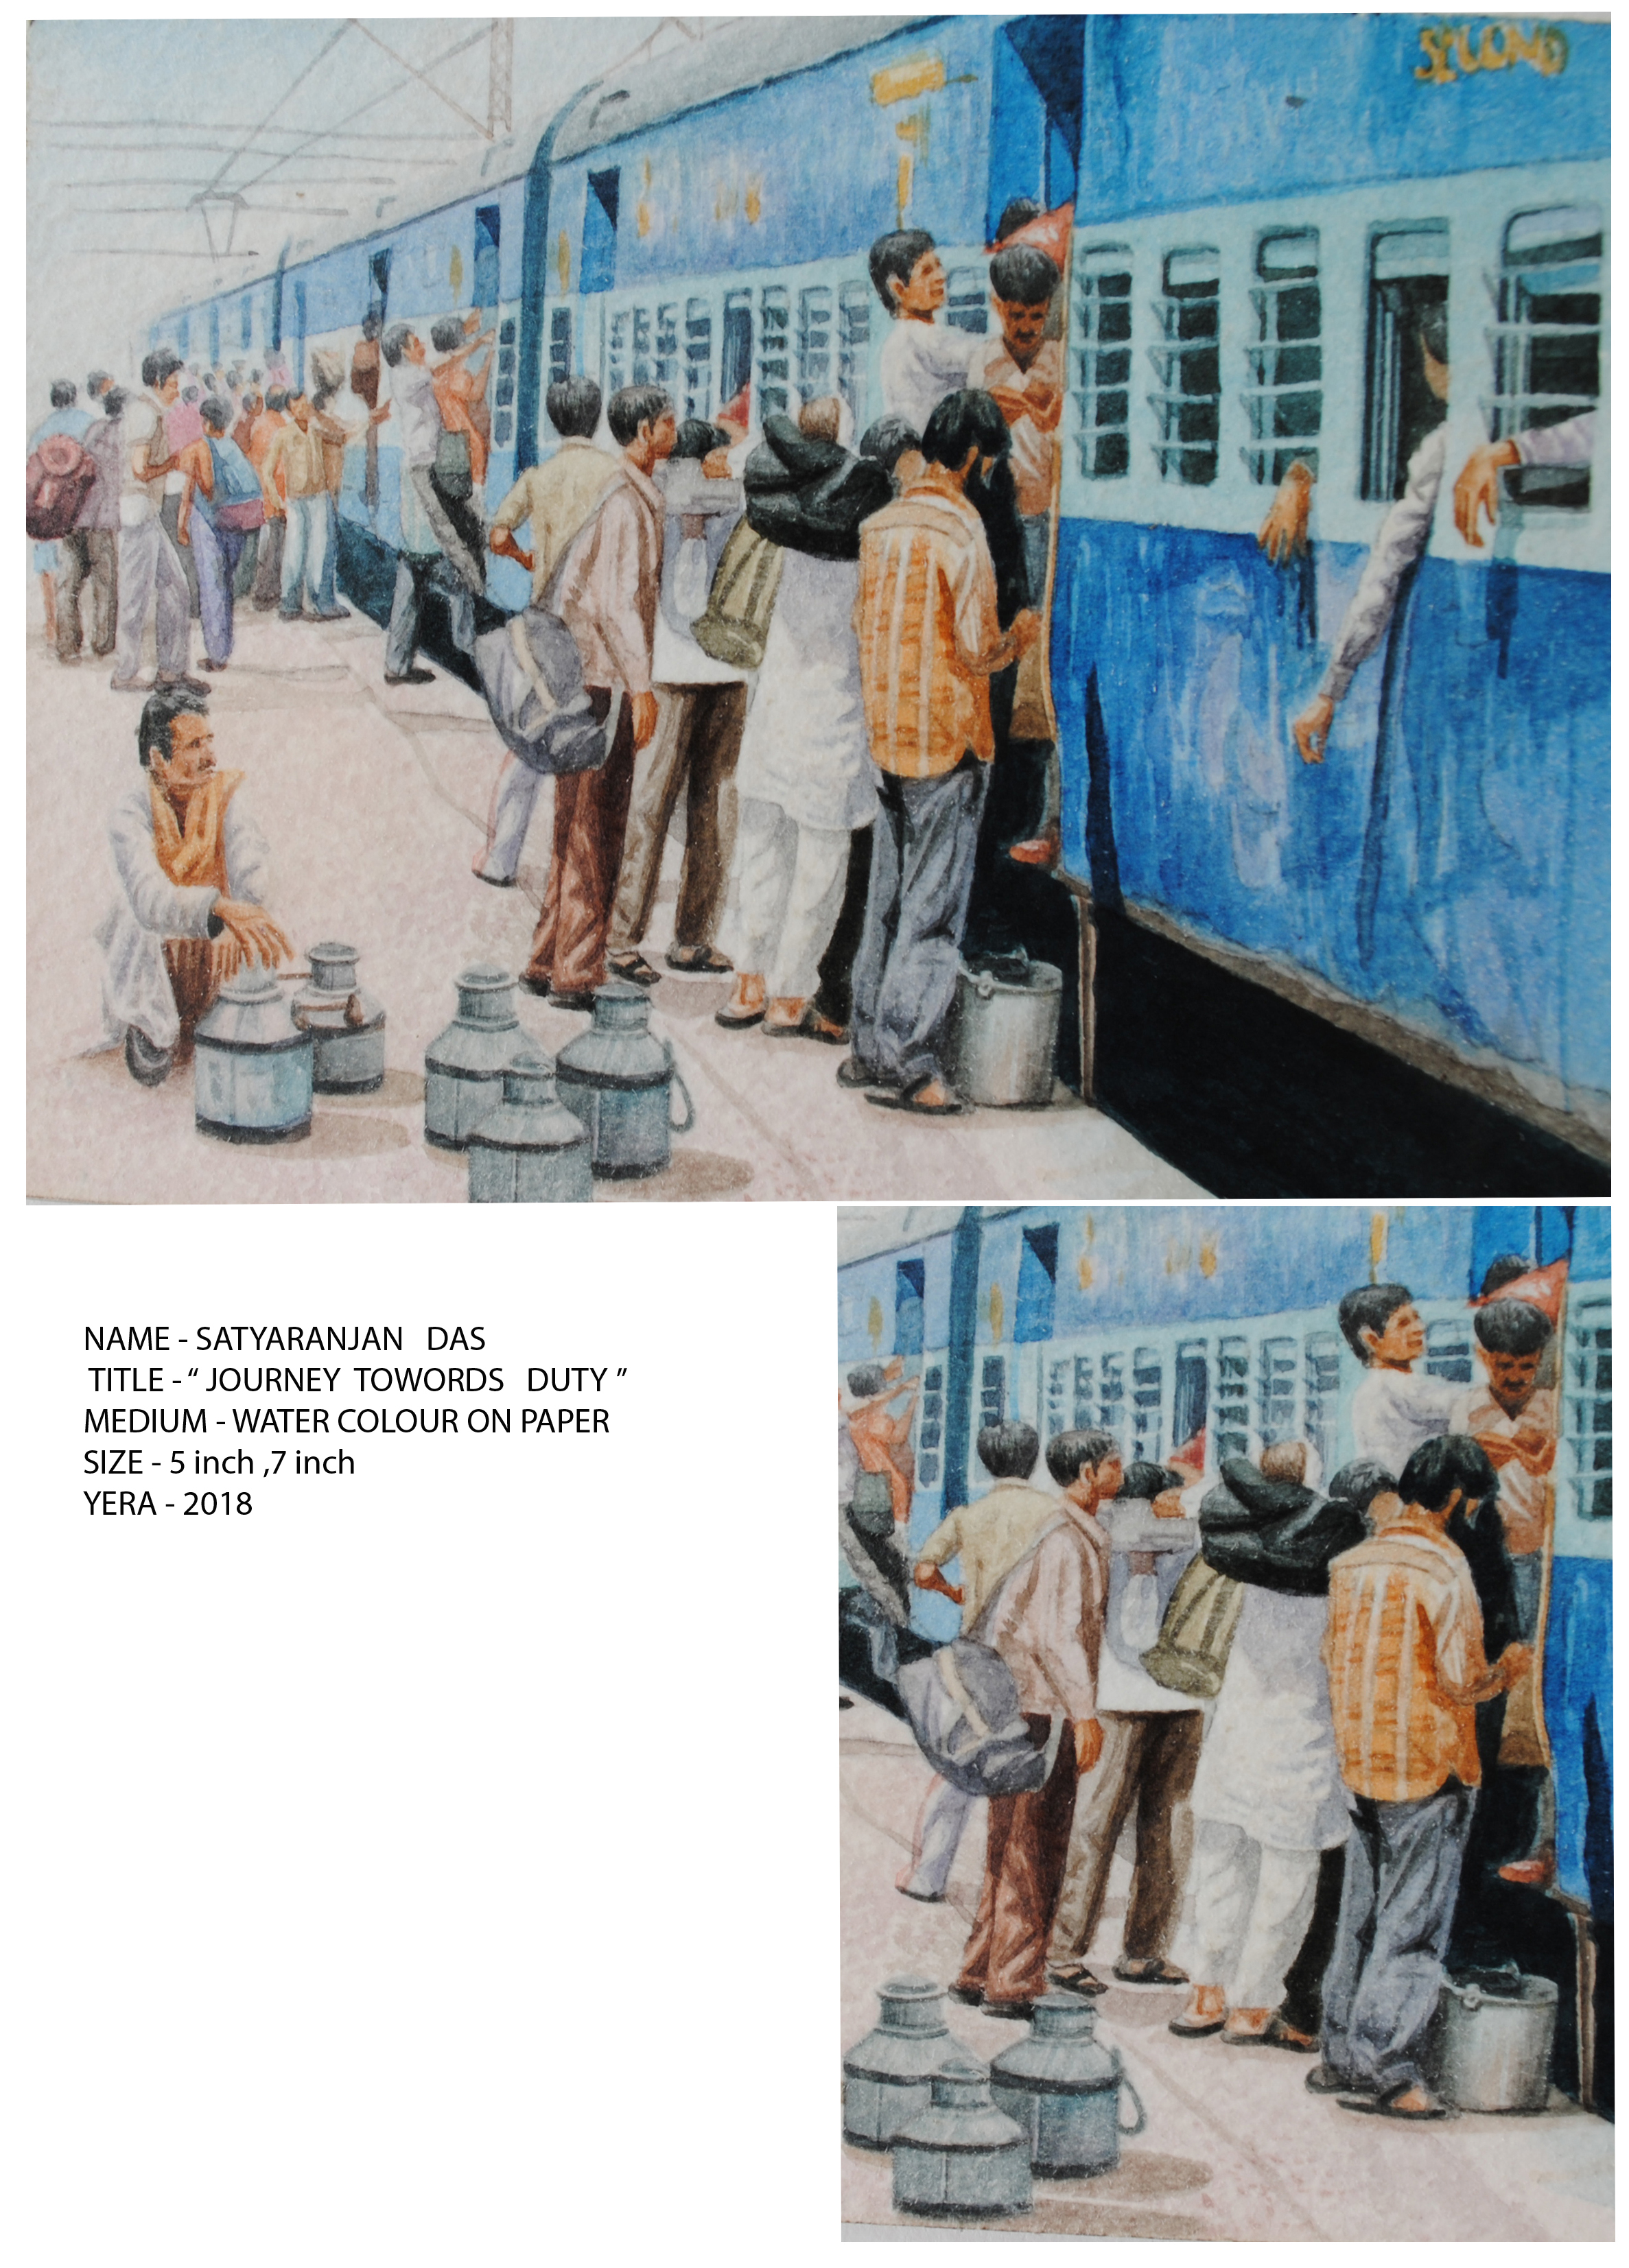 SECOND
NAME - SATYARANJAN DAS
TITLE - “ JOURNEY TOWORDS DUTY ”
MEDIUM - WATER COLOUR ON PAPER
SIZE - 5 inch ,7 inch
YERA - 2018